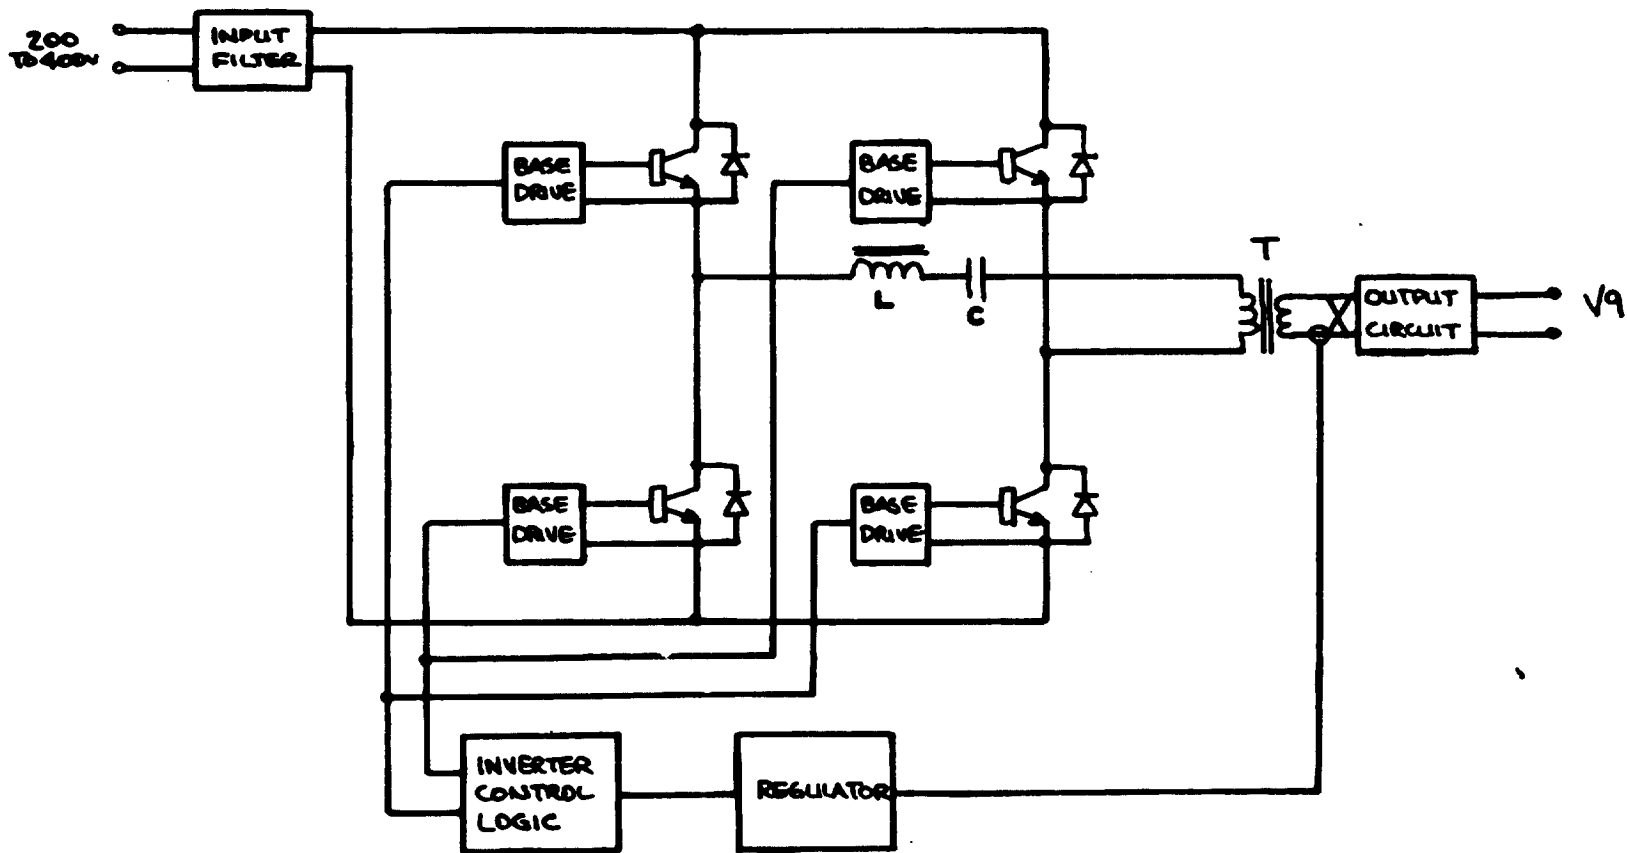 200
TO 400V
INPUT
FILTER
BASE
DRIVE
BASE
DRIVE
L
C
T
OUTPUT
CIRCUIT
V9
BASE
DRIVE
BASE
DRIVE
INVERTER
CONTROL
LOGIC
REGULATOR